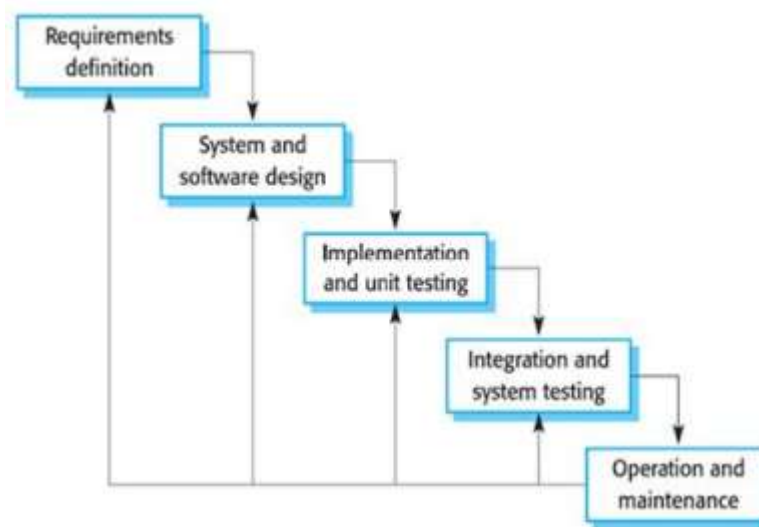 Requirements
definition
System and
software design
Implementation
and unit testing
Integration and
system testing
Operation and
maintenance